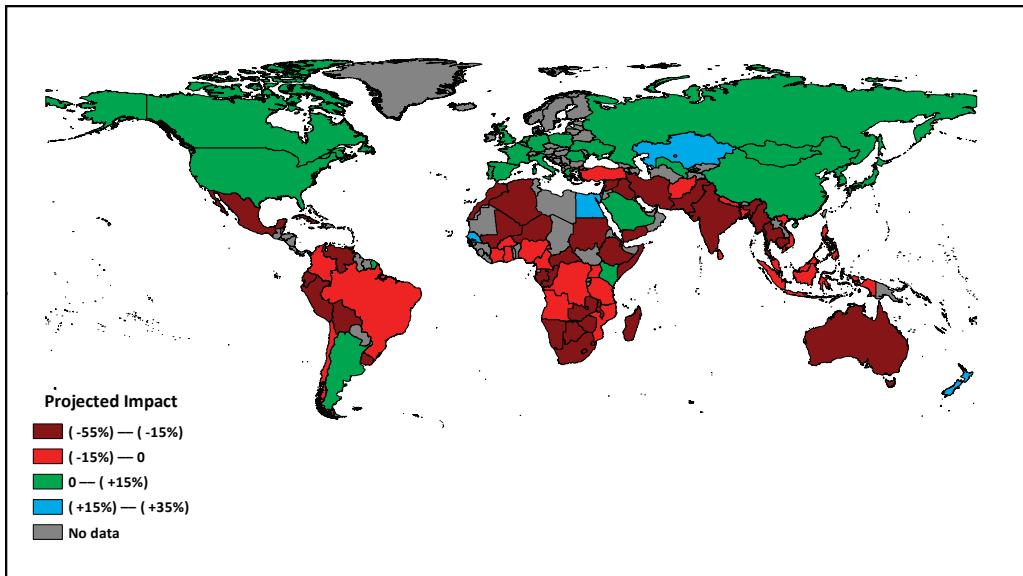 Projected Impact
( -55%) — ( -15%)
( -15%) — 0
0 — ( +15%)
( +15%) — ( +35%)
No data